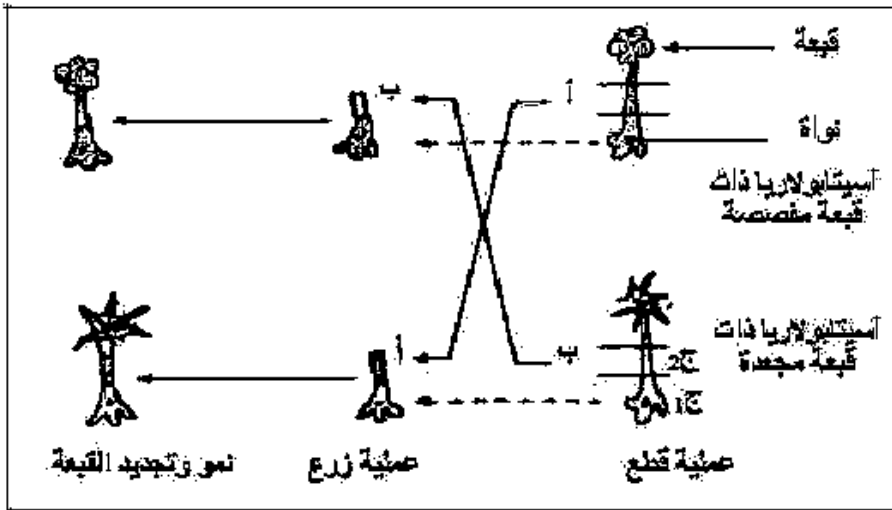 قبعة
نواة
أسيتابولاريا ذات
قبعة مفصصة
أ
ب
أسيتابولاريا ذات
قبعة مجعدة
ج2
ج1
ب
أ
عملية قطع
عملية زرع
نمو وتجديد القبعة